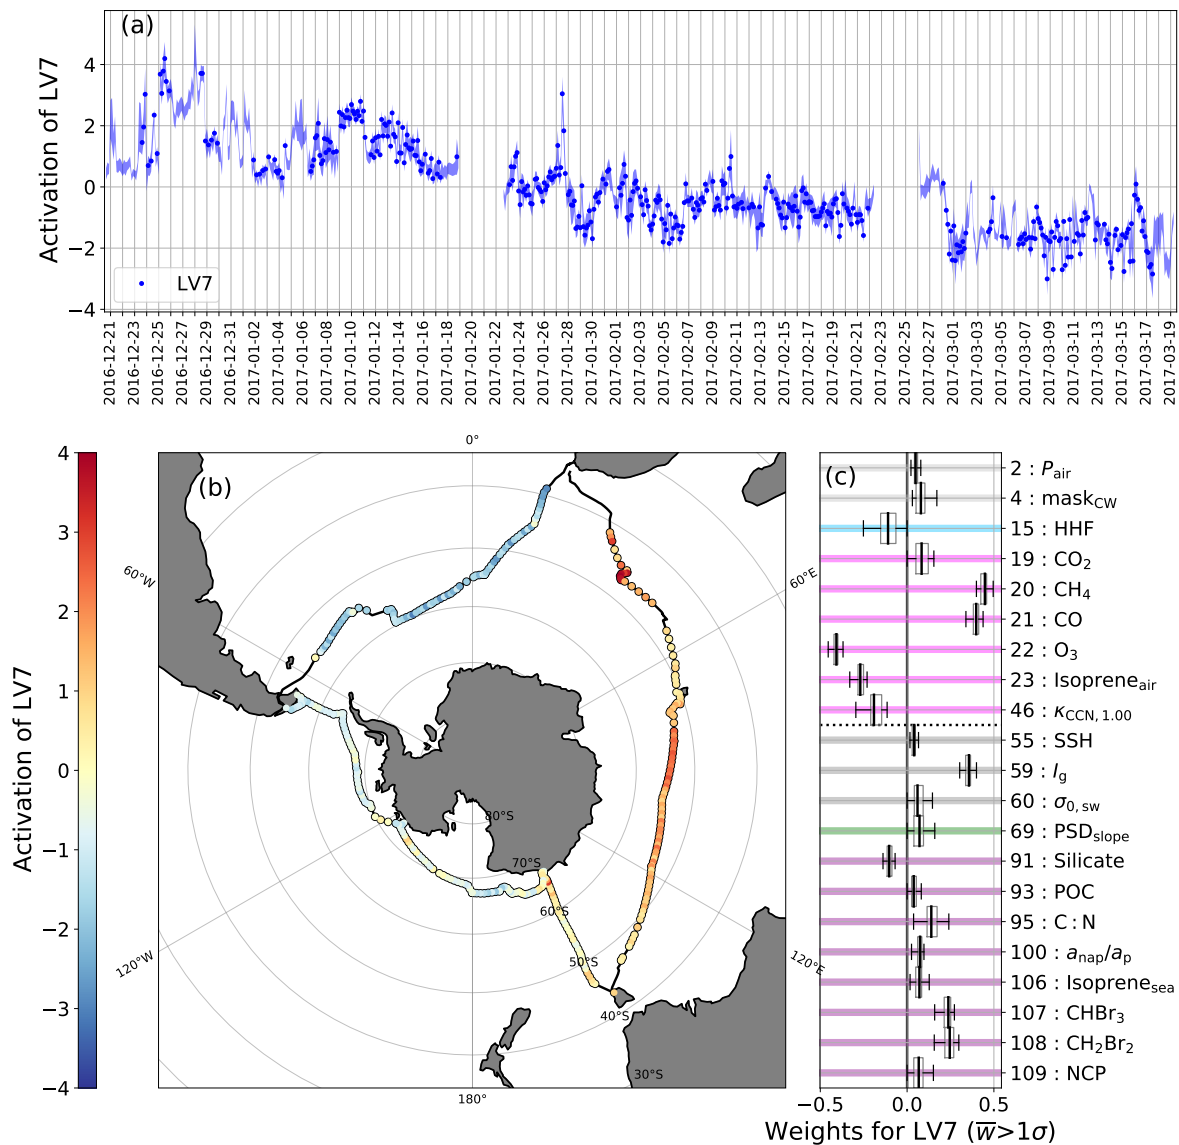 (a)
Activation of LV7
4
2
0
−2
−4
LV7
2016-12-21
2016-12-23
2016-12-25
2016-12-27
2016-12-29
2016-12-31
2017-01-02
2017-01-04
2017-01-06
2017-01-08
2017-01-10
2017-01-12
2017-01-14
2017-01-16
2017-01-18
2017-01-22
2017-01-24
2017-01-26
2017-01-28
2017-01-30
2017-02-01
2017-02-03
2017-02-05
2017-02-07
2017-02-09
2017-02-11
2017-02-13
2017-02-15
2017-02-17
2017-02-19
2017-02-21
2017-02-23
2017-02-25
2017-02-27
2017-03-01
2017-03-03
2017-03-05
2017-03-07
2017-03-09
2017-03-11
2017-03-13
2017-03-15
2017-03-17
2017-03-19
Activation of LV7
4
3
2
1
0
−1
−2
−3
−4
(b)
0°
60°W
60°E
80°S
70°S
60°S
50°S
40°S
30°S
120°W
120°E
180°
(c)
2 : P_air
4 : mask_CW
15 : HHF
19 : CO₂
20 : CH₄
21 : CO
22 : O₃
23 : Isoprene_air
46 : κ_CCN, 1.00
55 : SSH
59 : I_g
60 : σ_0, sw
69 : PSD_slope
91 : Silicate
93 : POC
95 : C : N
100 : a_nap/a_p
106 : Isoprene_sea
107 : CHBr₃
108 : CH₂Br₂
109 : NCP
−0.5 0.0 0.5
Weights for LV7 (w̅>1σ)